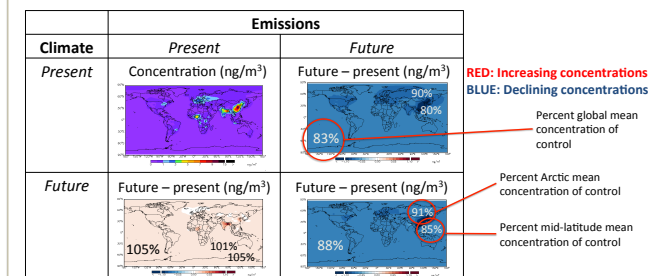 Emissions
Climate Present Future
Present Concentration (ng/m³) Future – present (ng/m³)
90%
80%
83%
RED: Increasing concentrations
BLUE: Declining concentrations
Percent global mean
concentration of
control
Future Future – present (ng/m³) Future – present (ng/m³)
105% 101%
105%
91%
85%
88%
Percent Arctic mean
concentration of control
Percent mid-latitude mean
concentration of control